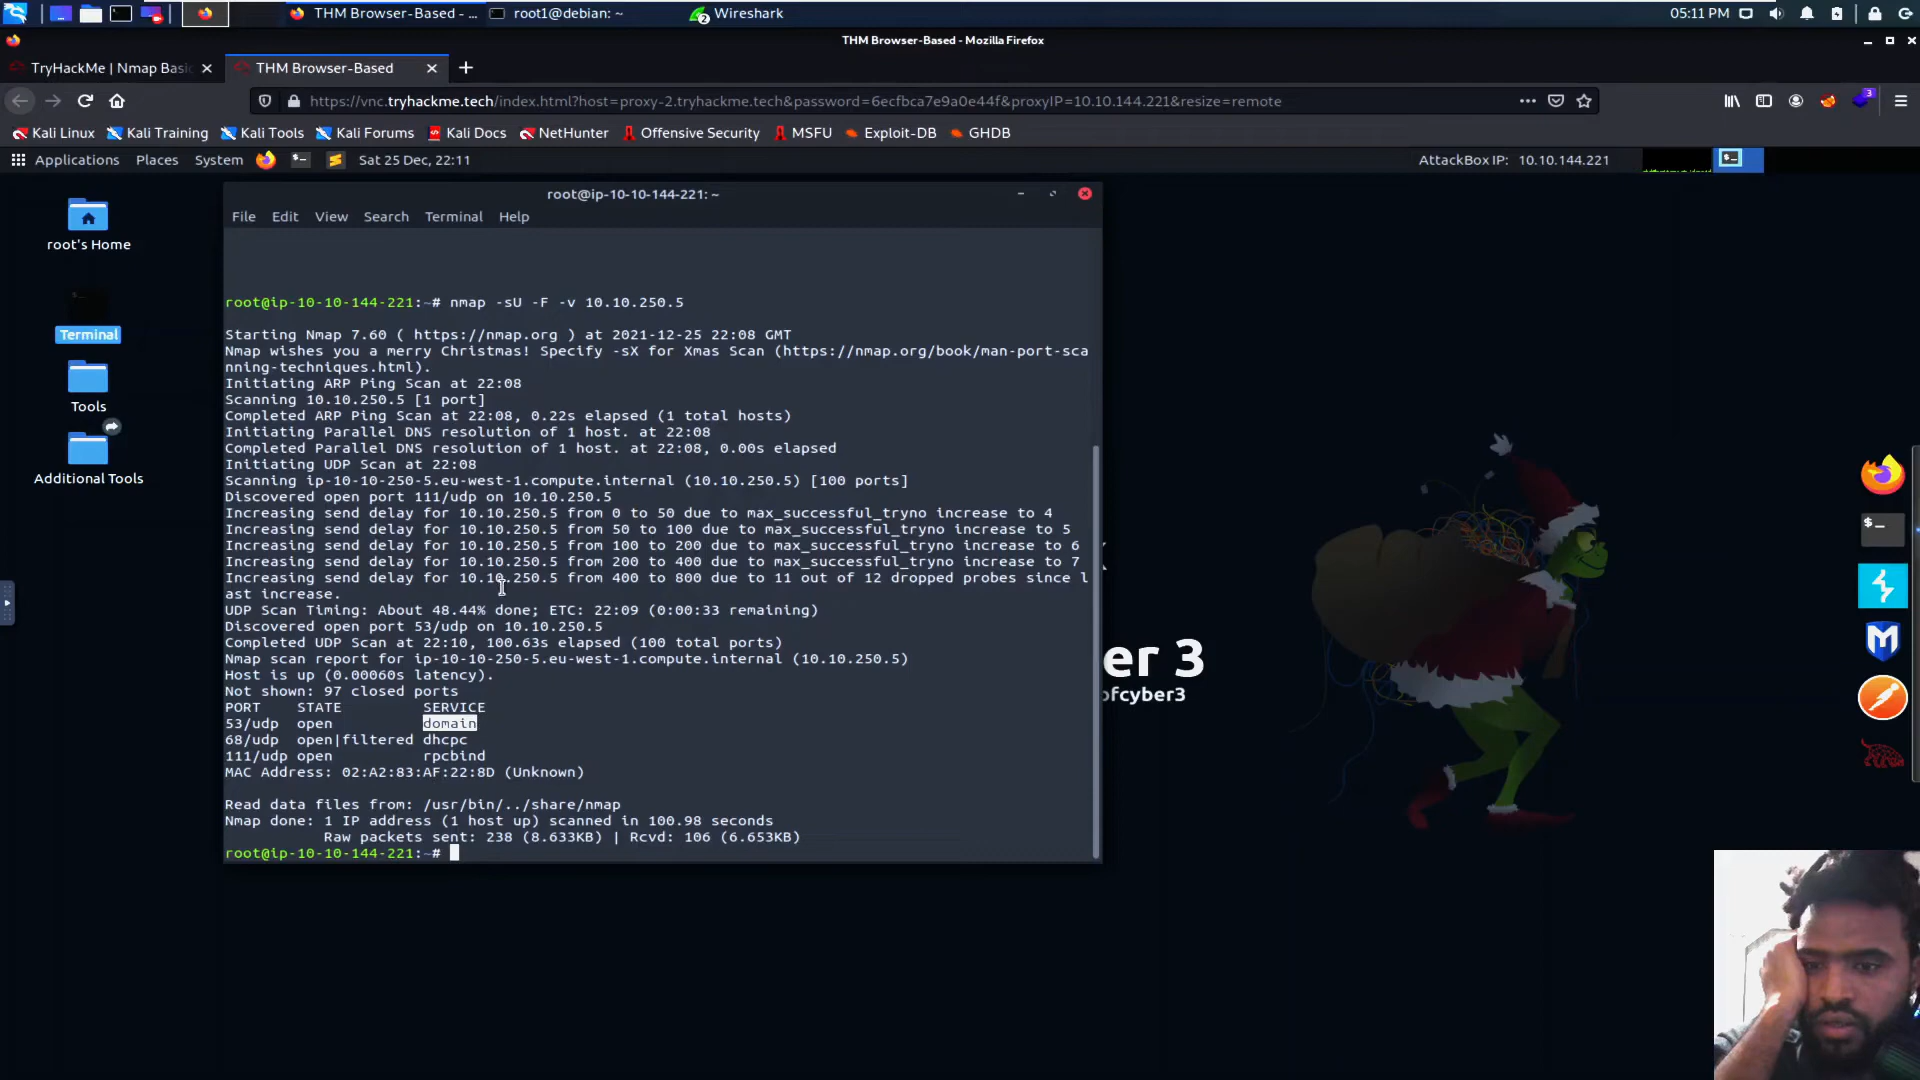 THM Browser-Based - ...
root1@debian: ~
2
Wireshark
05:11 PM
THM Browser-Based - Mozilla Firefox
TryHackMe | Nmap Basic
THM Browser-Based
https://vnc.tryhackme.tech/index.html?host=proxy-2.tryhackme.tech&password=6ecfbca7e9a0e44f&proxyIP=10.10.144.221&resize=remote
3
Kali Linux
Kali Training
Kali Tools
Kali Forums
Kali Docs
NetHunter
Offensive Security
MSFU
Exploit-DB
GHDB
Applications
Places
System
Sat 25 Dec, 22:11
AttackBox IP: 10.10.144.221
root's Home
Terminal
Tools
Additional Tools
root@ip-10-10-144-221: ~
File
Edit
View
Search
Terminal
Help
root@ip-10-10-144-221:~# nmap -sU -F -v 10.10.250.5
Starting Nmap 7.60 ( https://nmap.org ) at 2021-12-25 22:08 GMT
Nmap wishes you a merry Christmas! Specify -sX for Xmas Scan (https://nmap.org/book/man-port-sca
nning-techniques.html).
Initiating ARP Ping Scan at 22:08
Scanning 10.10.250.5 [1 port]
Completed ARP Ping Scan at 22:08, 0.22s elapsed (1 total hosts)
Initiating Parallel DNS resolution of 1 host. at 22:08
Completed Parallel DNS resolution of 1 host. at 22:08, 0.00s elapsed
Initiating UDP Scan at 22:08
Scanning ip-10-10-250-5.eu-west-1.compute.internal (10.10.250.5) [100 ports]
Discovered open port 111/udp on 10.10.250.5
Increasing send delay for 10.10.250.5 from 0 to 50 due to max_successful_tryno increase to 4
Increasing send delay for 10.10.250.5 from 50 to 100 due to max_successful_tryno increase to 5
Increasing send delay for 10.10.250.5 from 100 to 200 due to max_successful_tryno increase to 6
Increasing send delay for 10.10.250.5 from 200 to 400 due to max_successful_tryno increase to 7
Increasing send delay for 10.10.250.5 from 400 to 800 due to 11 out of 12 dropped probes since l
ast increase.
UDP Scan Timing: About 48.44% done; ETC: 22:09 (0:00:33 remaining)
Discovered open port 53/udp on 10.10.250.5
Completed UDP Scan at 22:10, 100.63s elapsed (100 total ports)
Nmap scan report for ip-10-10-250-5.eu-west-1.compute.internal (10.10.250.5)
Host is up (0.00060s latency).
Not shown: 97 closed ports
PORT    STATE         SERVICE
53/udp  open          domain
68/udp  open|filtered dhcpc
111/udp open          rpcbind
MAC Address: 02:A2:83:AF:22:8D (Unknown)
Read data files from: /usr/bin/../share/nmap
Nmap done: 1 IP address (1 host up) scanned in 100.98 seconds
Raw packets sent: 238 (8.633KB) | Rcvd: 106 (6.653KB)
root@ip-10-10-144-221:~#
er 3
ofcyber3